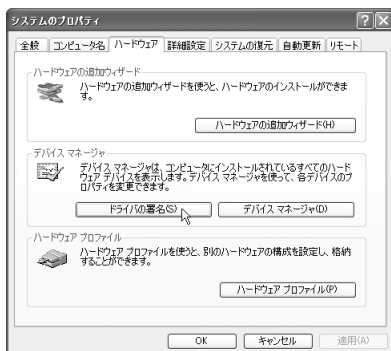 システムのプロパティ
全般 コンピュータ名 ハードウェア 詳細設定 システムの復元 自動更新 リモート
ハードウェアの追加ウィザード
ハードウェアの追加ウィザードを使うと、ハードウェアのインストールができま
す。
ハードウェアの追加ウィザード(H)
デバイス マネージャ
デバイス マネージャは、コンピュータにインストールされているすべてのハード
ウェア デバイスを表示します。デバイス マネージャを使って、各デバイスのプ
ロパティを変更できます。
ドライバの署名(S) デバイス マネージャ(D)
ハードウェア プロファイル
ハードウェア プロファイルを使うと、別のハードウェアの構成を設定し、格納
することができます。
ハードウェア プロファイル(P)
OK キャンセル 適用(A)